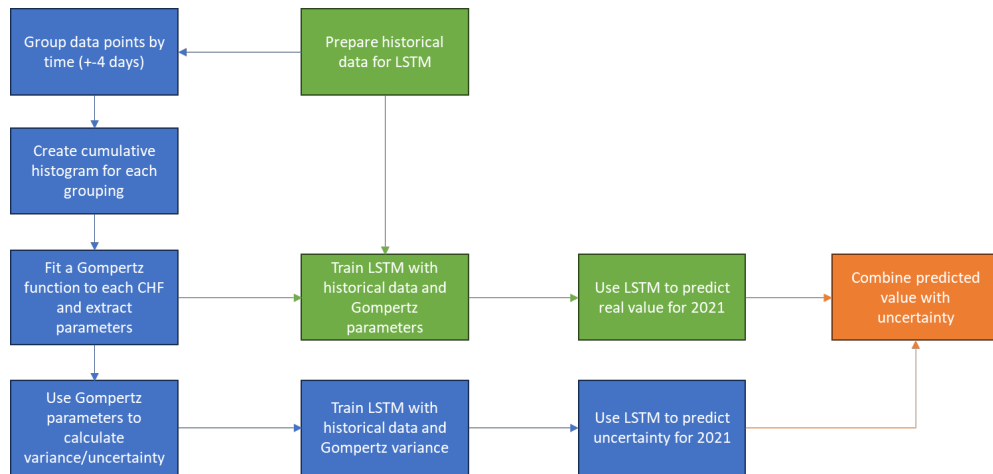 Group data points by
time (+-4 days)
Prepare historical
data for LSTM
Create cumulative
histogram for each
grouping
Fit a Gompertz
function to each CHF
and extract
parameters
Train LSTM with
historical data and
Gompertz
parameters
Use LSTM to predict
real value for 2021
Combine predicted
value with
uncertainty
Use Gompertz
parameters to
calculate
variance/uncertainty
Train LSTM with
historical data and
Gompertz variance
Use LSTM to predict
uncertainty for 2021